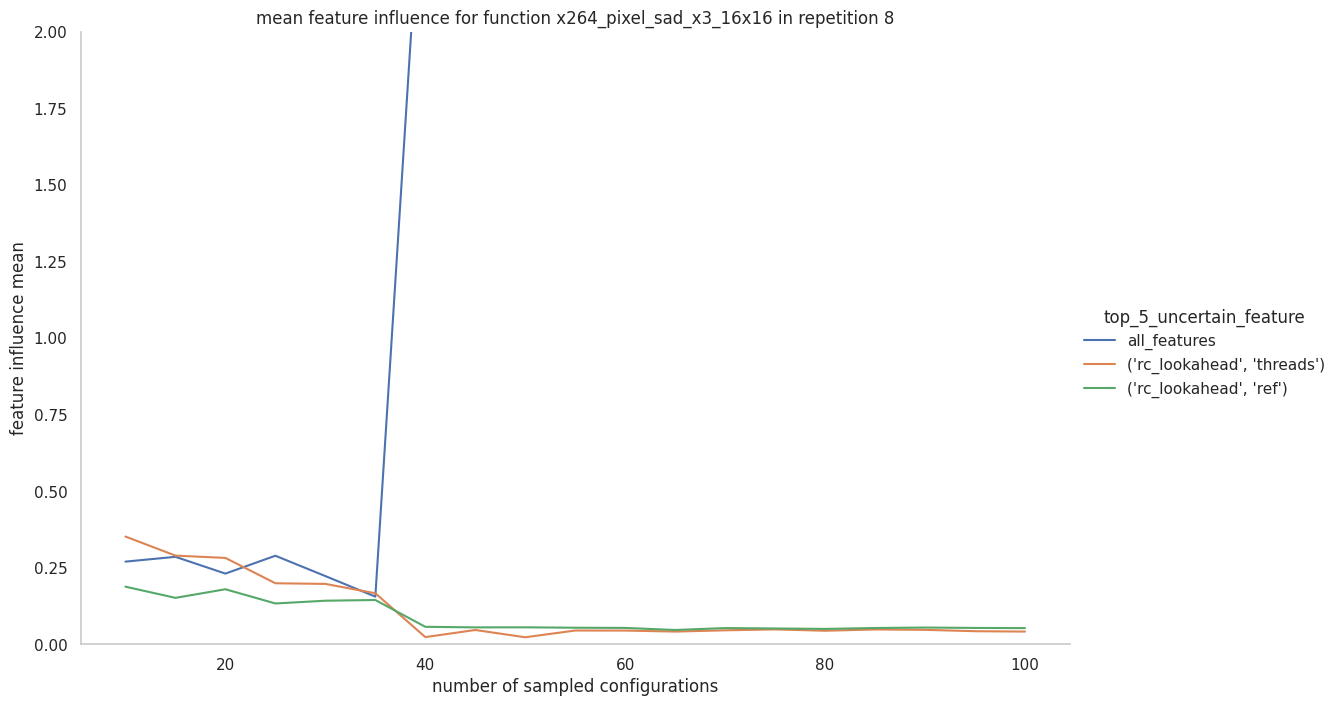 mean feature influence for function x264_pixel_sad_x3_16x16 in repetition 8
2.00
1.75
1.50
1.25
1.00
0.75
0.50
0.25
0.00
feature influence mean
20
40
60
80
100
number of sampled configurations
top_5_uncertain_feature
all_features
('rc_lookahead', 'threads')
('rc_lookahead', 'ref')